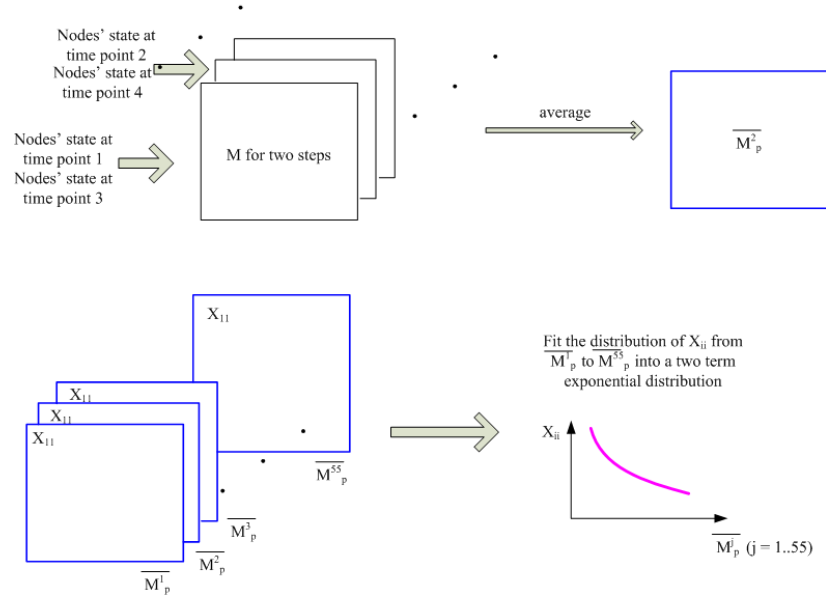 Nodes' state at
time point 2
Nodes' state at
time point 4
Nodes' state at
time point 1
Nodes' state at
time point 3
M for two steps
average
M²ₚ
X₁₁
X₁₁
X₁₁
X₁₁
M¹ₚ
M²ₚ
M³ₚ
M⁵⁵ₚ
Fit the distribution of Xᵢᵢ from
M¹ₚ to M⁵⁵ₚ into a two term
exponential distribution
Xᵢᵢ
Mʲₚ (j = 1..55)